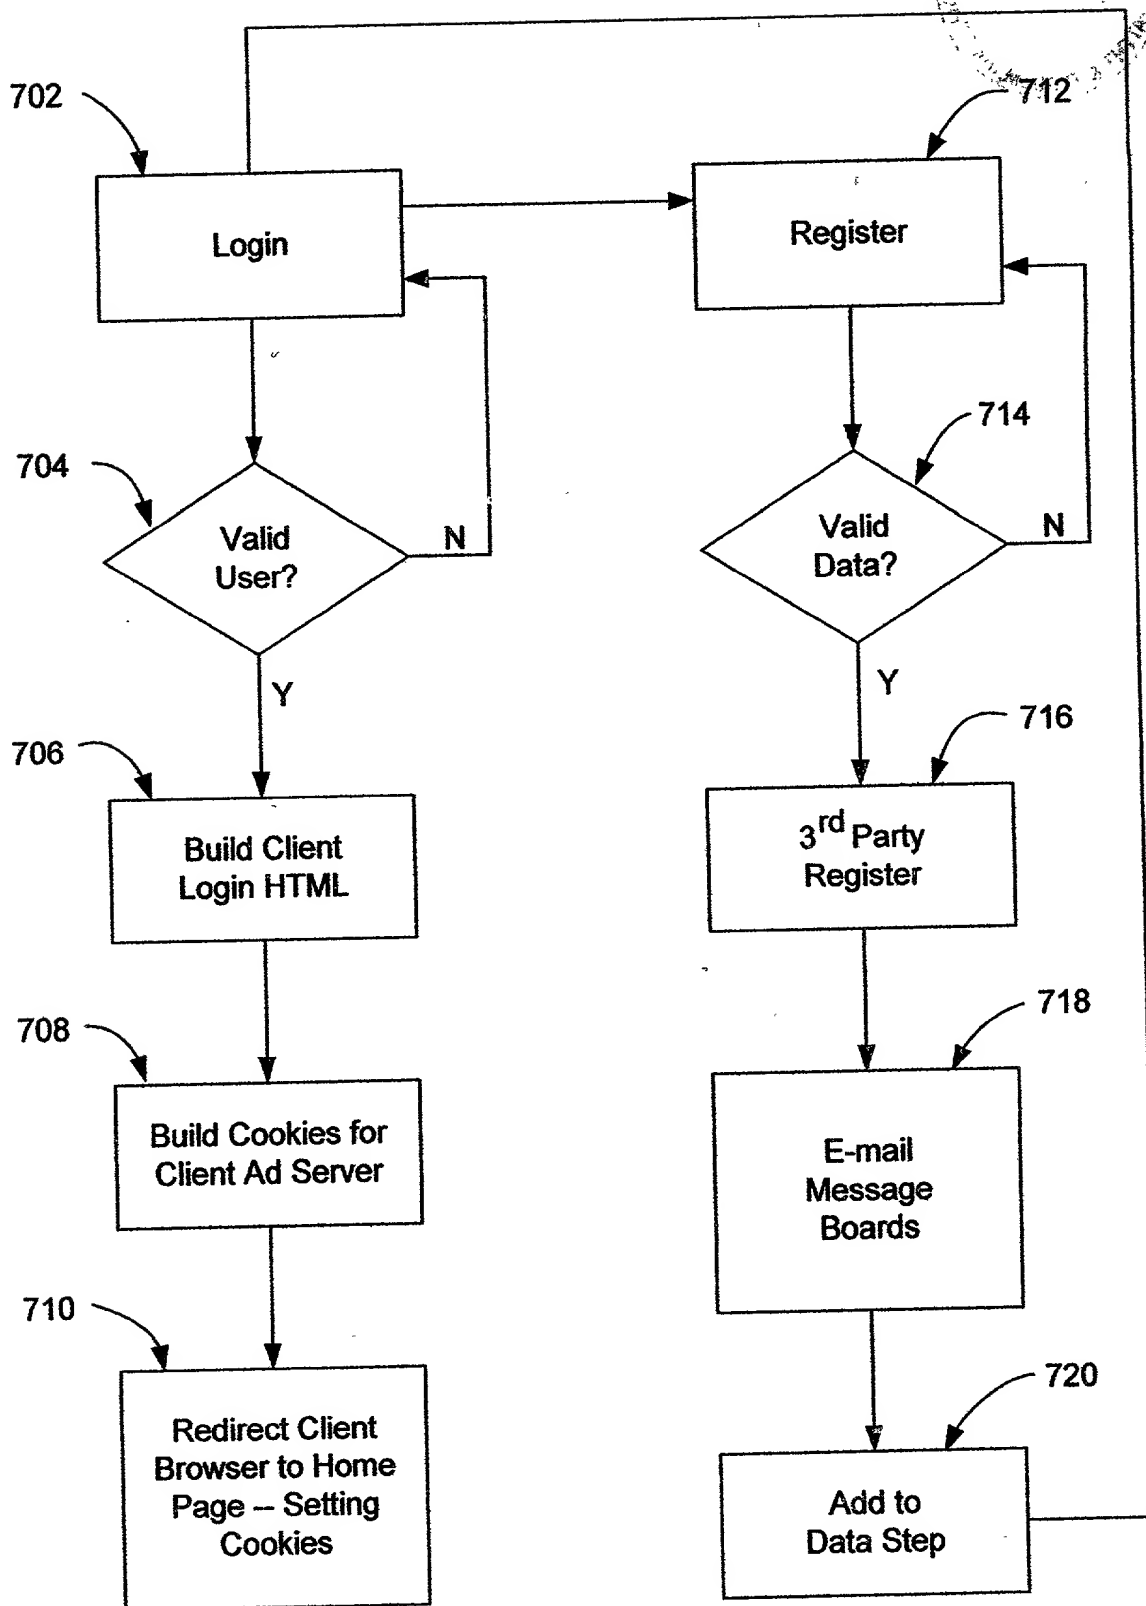 702
Login
704
Valid
User?
N
Y
706
Build Client
Login HTML
708
Build Cookies for
Client Ad Server
710
Redirect Client
Browser to Home
Page – Setting
Cookies
712
Register
714
Valid
Data?
N
Y
716
3rd Party
Register
718
E-mail
Message
Boards
720
Add to
Data Step